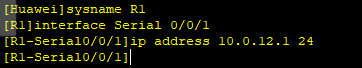 [Huawei]sysname R1
[R1]interface Serial 0/0/1
[R1-Serial0/0/1]ip address 10.0.12.1 24
[R1-Serial0/0/1]